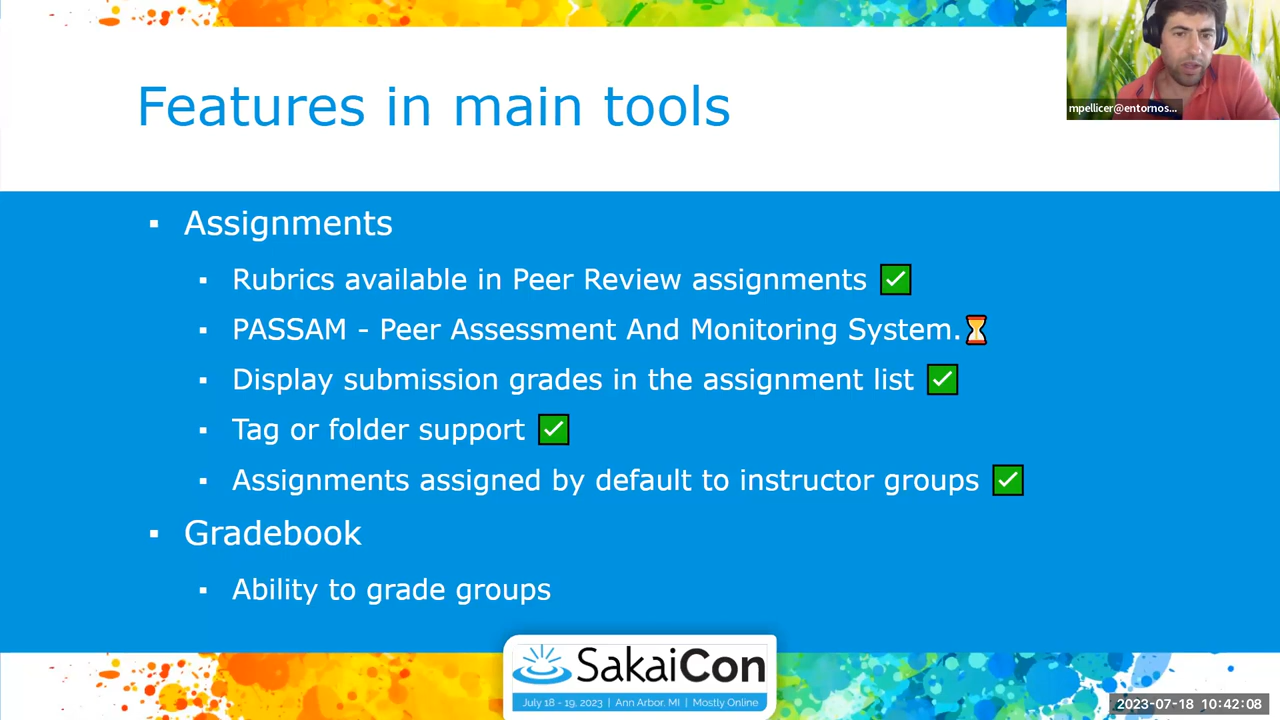 Features in main tools
mpellicer@entornos...
Assignments
Rubrics available in Peer Review assignments
PASSAM - Peer Assessment And Monitoring System.
Display submission grades in the assignment list
Tag or folder support
Assignments assigned by default to instructor groups
Gradebook
Ability to grade groups
SakaiCon
July 18 - 19, 2023 | Ann Arbor. MI | Mostly Online
2023-07-18 10:42:08